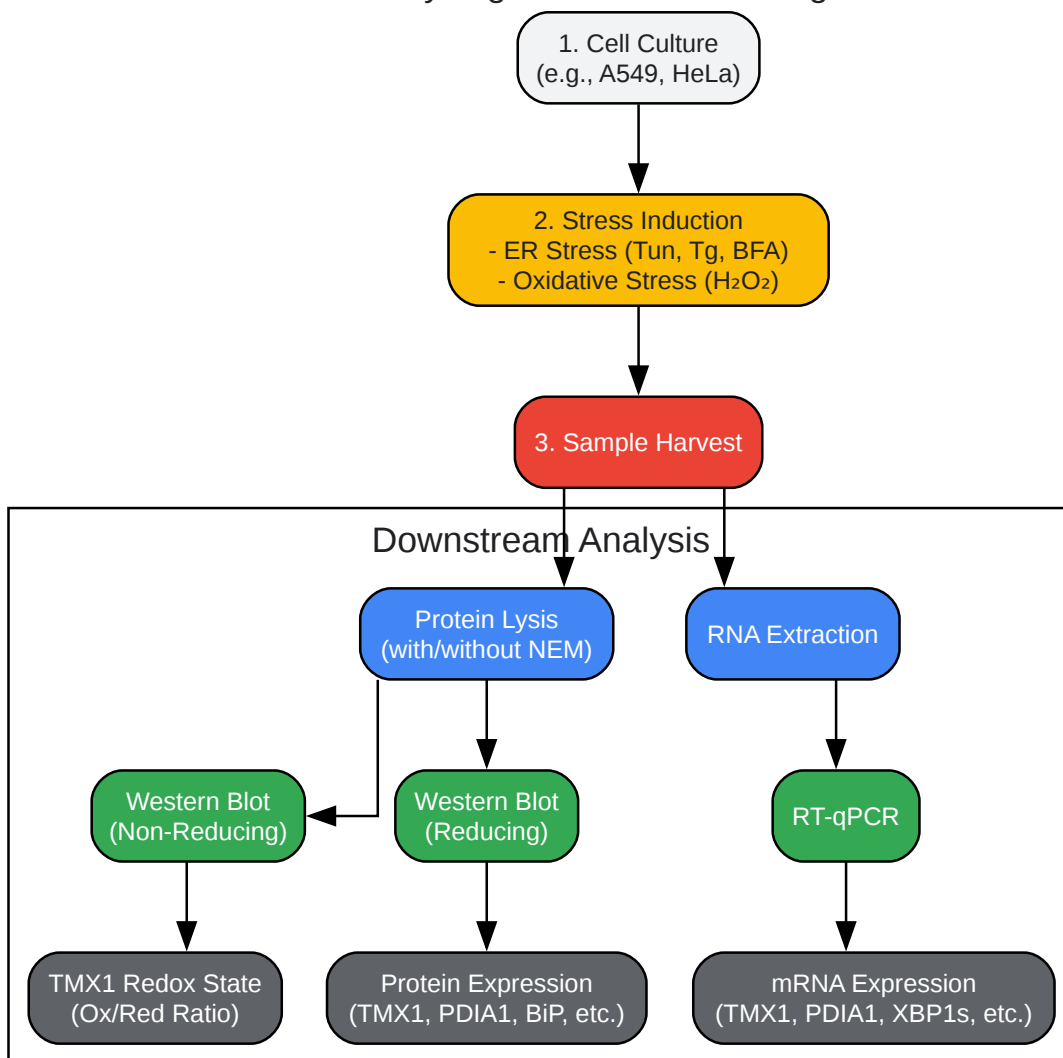 1. Cell Culture
(e.g., A549, HeLa)
2. Stress Induction
- ER Stress (Tun, Tg, BFA)
- Oxidative Stress (H₂O₂)
3. Sample Harvest
Downstream Analysis
Protein Lysis
(with/without NEM)
RNA Extraction
Western Blot
(Non-Reducing)
Western Blot
(Reducing)
RT-qPCR
TMX1 Redox State
(Ox/Red Ratio)
Protein Expression
(TMX1, PDIA1, BiP, etc.)
mRNA Expression
(TMX1, PDIA1, XBP1s, etc.)